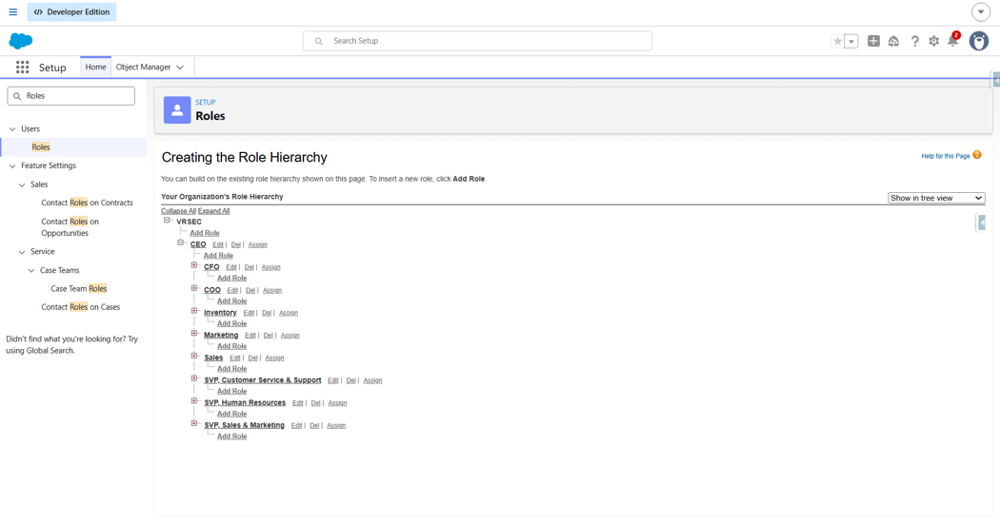 Developer Edition
Search Setup
2
Setup
Home
Object Manager
Roles
Users
Roles
Feature Settings
Sales
Contact Roles on Contracts
Contact Roles on
Opportunities
Service
Case Teams
Case Team Roles
Contact Roles on Cases
Didn't find what you're looking for? Try
using Global Search.
SETUP
Roles
Creating the Role Hierarchy
Help for this Page
You can build on the existing role hierarchy shown on this page. To insert a new role, click Add Role.
Your Organization's Role Hierarchy
Show in tree view
Collapse All Expand All
VRSEC
Add Role
CEO Edit | Del | Assign
Add Role
CFO Edit | Del | Assign
Add Role
COO Edit | Del | Assign
Add Role
Inventory Edit | Del | Assign
Add Role
Marketing Edit | Del | Assign
Add Role
Sales Edit | Del | Assign
Add Role
SVP, Customer Service & Support Edit | Del | Assign
Add Role
SVP, Human Resources Edit | Del | Assign
Add Role
SVP, Sales & Marketing Edit | Del | Assign
Add Role